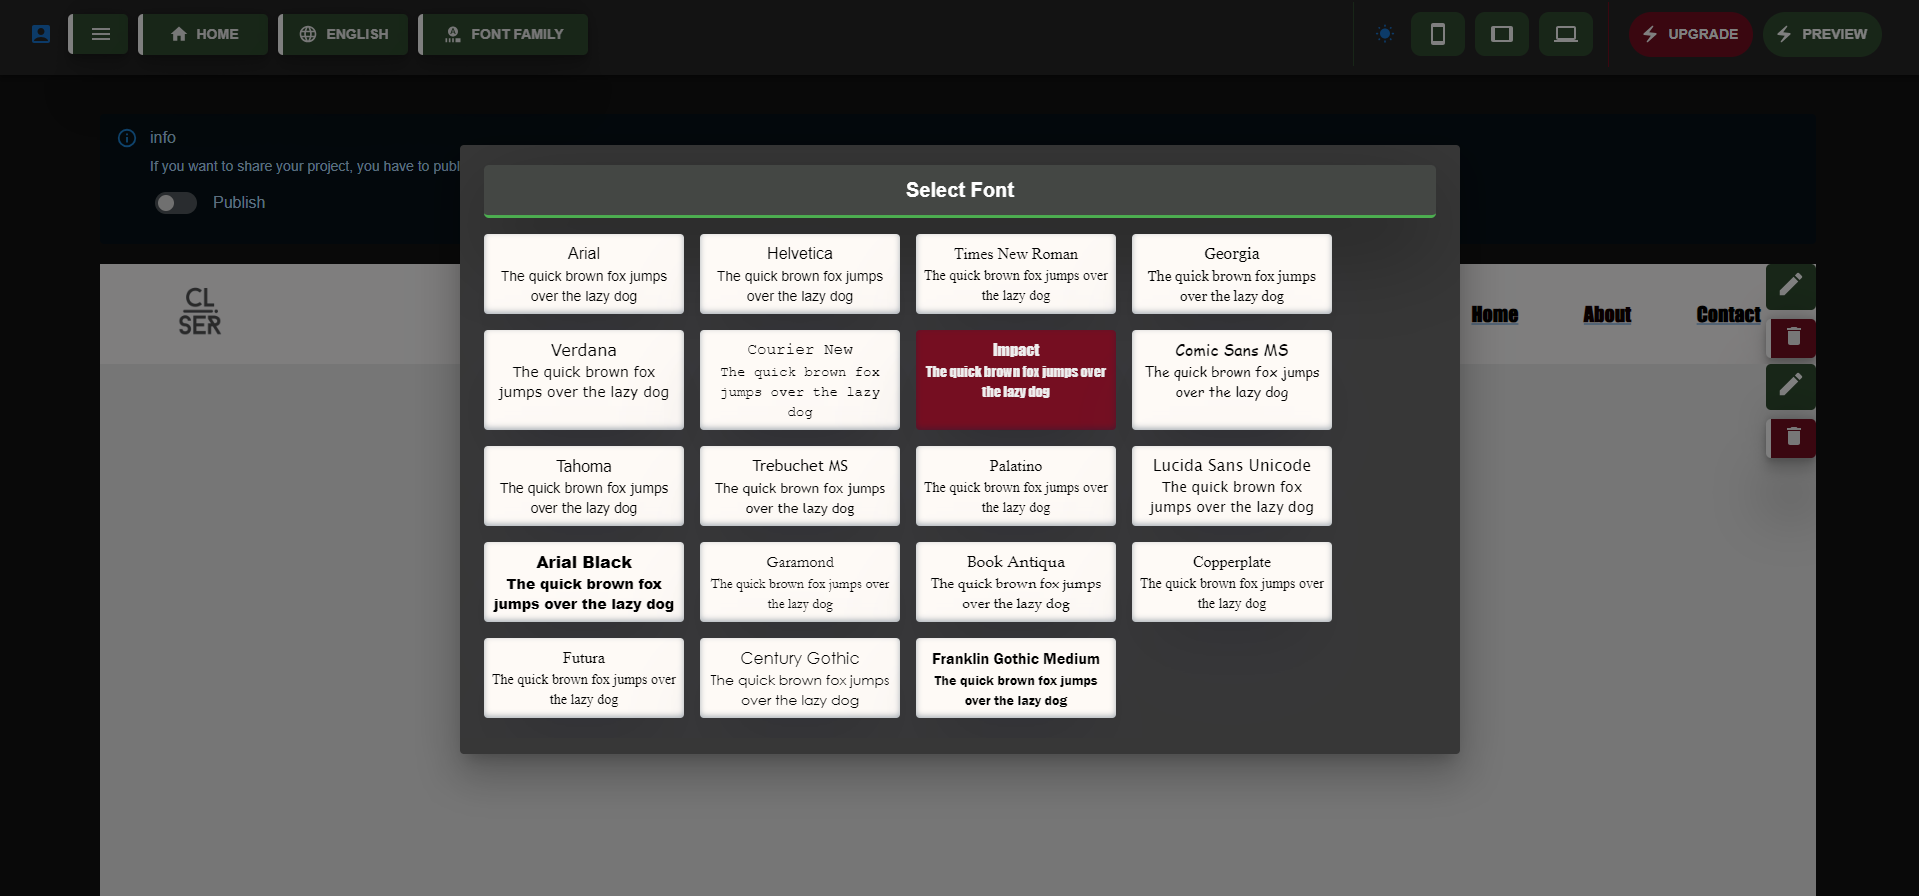 HOME
ENGLISH
FONT FAMILY
UPGRADE
PREVIEW
info
If you want to share your project, you have to publ
Publish
Select Font
Arial
The quick brown fox jumps
over the lazy dog
Helvetica
The quick brown fox jumps
over the lazy dog
Times New Roman
The quick brown fox jumps over
the lazy dog
Georgia
The quick brown fox jumps
over the lazy dog
Verdana
The quick brown fox
jumps over the lazy dog
Courier New
The quick brown fox
jumps over the lazy
dog
Impact
The quick brown fox jumps over
the lazy dog
Comic Sans MS
The quick brown fox jumps
over the lazy dog
Tahoma
The quick brown fox jumps
over the lazy dog
Trebuchet MS
The quick brown fox jumps
over the lazy dog
Palatino
The quick brown fox jumps over
the lazy dog
Lucida Sans Unicode
The quick brown fox
jumps over the lazy dog
Arial Black
The quick brown fox
jumps over the lazy dog
Garamond
The quick brown fox jumps over
the lazy dog
Book Antiqua
The quick brown fox jumps
over the lazy dog
Copperplate
The quick brown fox jumps over
the lazy dog
Futura
The quick brown fox jumps over
the lazy dog
Century Gothic
The quick brown fox jumps
over the lazy dog
Franklin Gothic Medium
The quick brown fox jumps
over the lazy dog
CL.
SER
Home
About
Contact